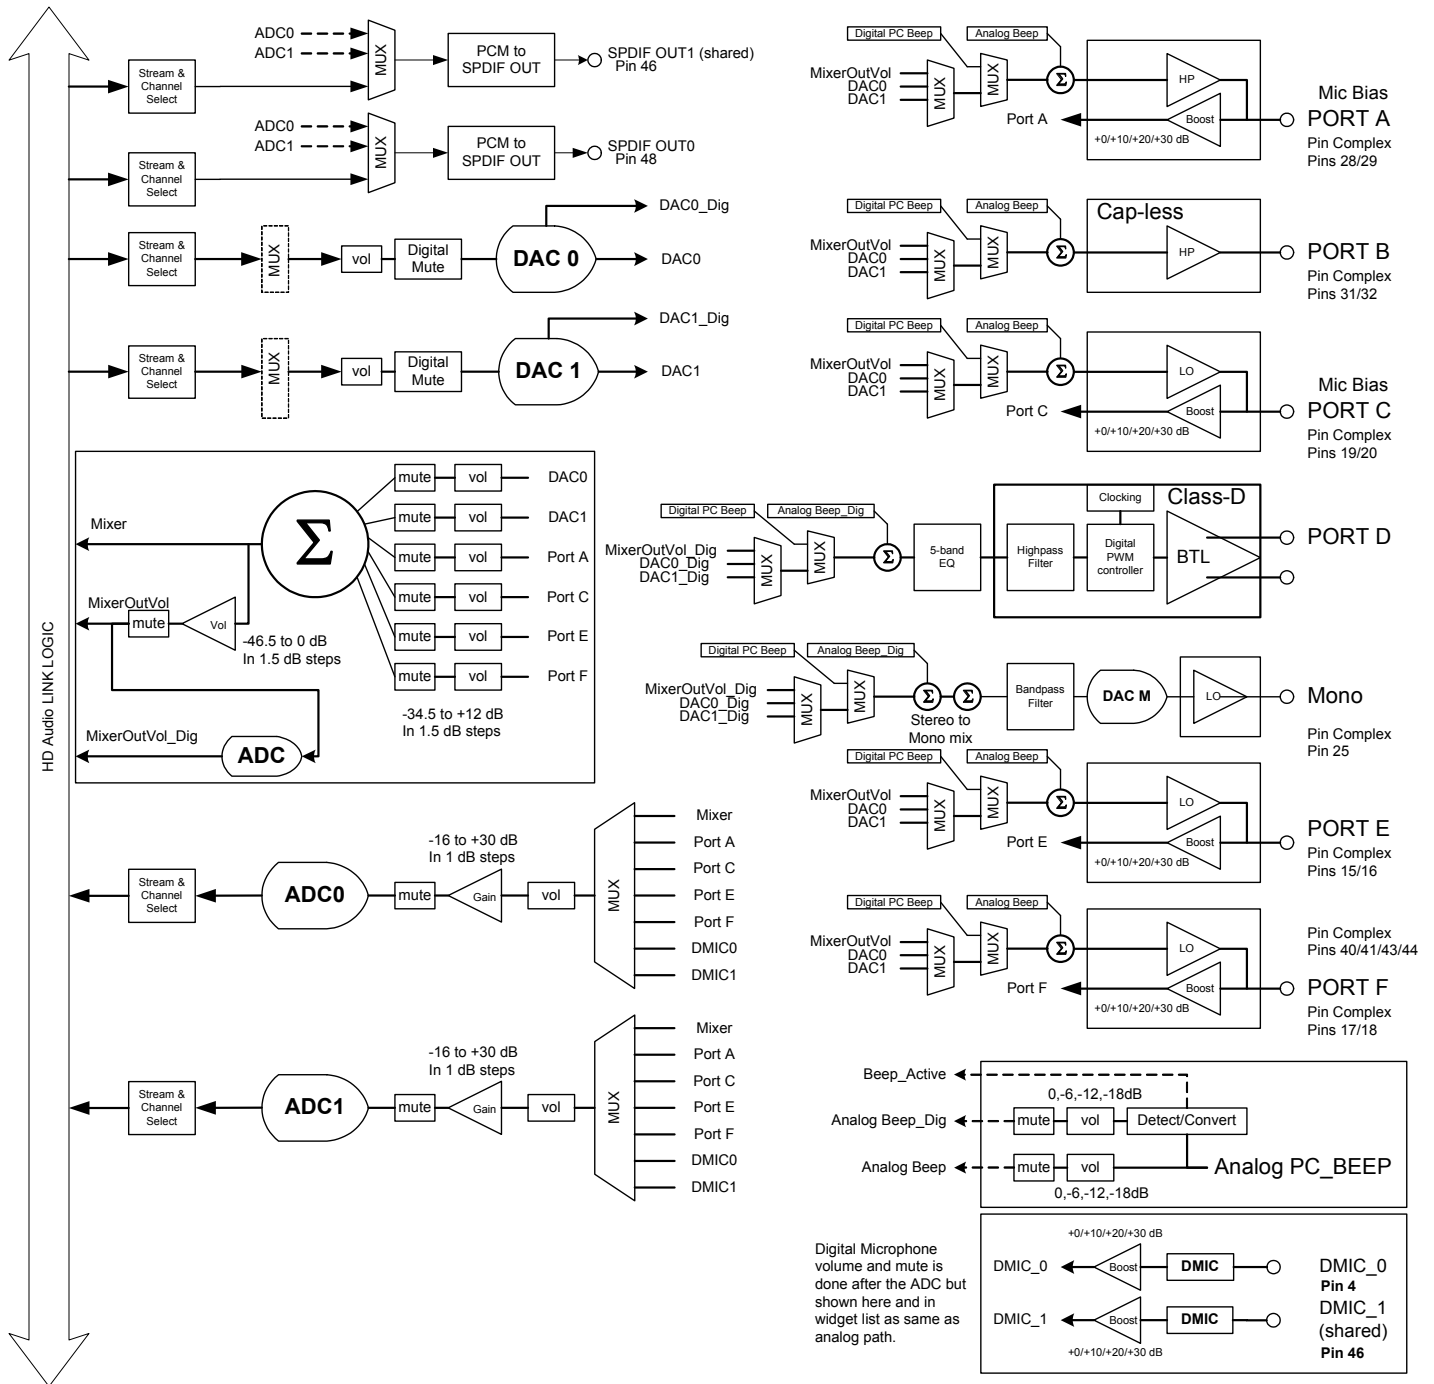 HD Audio LINK LOGIC
ADC0
ADC1
Stream &
Channel
Select
MUX
PCM to
SPDIF OUT
SPDIF OUT1 (shared)
Pin 46
ADC0
ADC1
Stream &
Channel
Select
MUX
PCM to
SPDIF OUT
SPDIF OUT0
Pin 48
Stream &
Channel
Select
MUX
vol
Digital
Mute
DAC 0
DAC0_Dig
DAC0
Stream &
Channel
Select
MUX
vol
Digital
Mute
DAC 1
DAC1_Dig
DAC1
Mixer
Σ
mute
vol
DAC0
mute
vol
DAC1
mute
vol
Port A
mute
vol
Port C
mute
vol
Port E
mute
vol
Port F
MixerOutVol
mute
Vol
-46.5 to 0 dB
In 1.5 dB steps
-34.5 to +12 dB
In 1.5 dB steps
MixerOutVol_Dig
ADC
Stream &
Channel
Select
ADC0
mute
Gain
-16 to +30 dB
In 1 dB steps
vol
MUX
Mixer
Port A
Port C
Port E
Port F
DMIC0
DMIC1
Stream &
Channel
Select
ADC1
mute
Gain
-16 to +30 dB
In 1 dB steps
vol
MUX
Mixer
Port A
Port C
Port E
Port F
DMIC0
DMIC1
Digital PC Beep
Analog Beep
MixerOutVol
DAC0
DAC1
MUX
MUX
Σ
HP
Port A
Boost
+0/+10/+20/+30 dB
Mic Bias
PORT A
Pin Complex
Pins 28/29
Digital PC Beep
Analog Beep
MixerOutVol
DAC0
DAC1
MUX
MUX
Σ
Cap-less
HP
PORT B
Pin Complex
Pins 31/32
Digital PC Beep
Analog Beep
MixerOutVol
DAC0
DAC1
MUX
MUX
Σ
LO
Port C
Boost
+0/+10/+20/+30 dB
Mic Bias
PORT C
Pin Complex
Pins 19/20
Digital PC Beep
Analog Beep_Dig
MixerOutVol_Dig
DAC0_Dig
DAC1_Dig
MUX
MUX
Σ
5-band
EQ
Highpass
Filter
Clocking
Digital
PWM
controller
Class-D
BTL
PORT D
Digital PC Beep
Analog Beep_Dig
MixerOutVol_Dig
DAC0_Dig
DAC1_Dig
MUX
MUX
Σ
Σ
Stereo to
Mono mix
Bandpass
Filter
DAC M
LO
Mono
Pin Complex
Pin 25
Digital PC Beep
Analog Beep
MixerOutVol
DAC0
DAC1
MUX
MUX
Σ
LO
Port E
Boost
+0/+10/+20/+30 dB
PORT E
Pin Complex
Pins 15/16
Digital PC Beep
Analog Beep
MixerOutVol
DAC0
DAC1
MUX
MUX
Σ
LO
Port F
Boost
+0/+10/+20/+30 dB
Pin Complex
Pins 40/41/43/44
PORT F
Pin Complex
Pins 17/18
Beep_Active
0,-6,-12,-18dB
Analog Beep_Dig
mute
vol
Detect/Convert
Analog Beep
mute
vol
Analog PC_BEEP
0,-6,-12,-18dB
Digital Microphone
volume and mute is
done after the ADC but
shown here and in
widget list as same as
analog path.
+0/+10/+20/+30 dB
DMIC_0
Boost
DMIC
DMIC_0
Pin 4
DMIC_1
Boost
DMIC
DMIC_1
(shared)
Pin 46
+0/+10/+20/+30 dB